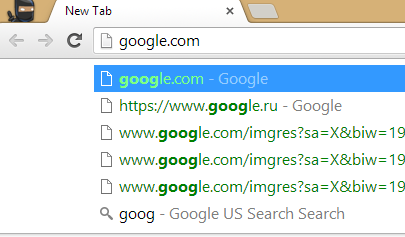 New Tab
google.com
google.com - Google
https://www.google.ru - Google
www.google.com/imgres?sa=X&biw=19
www.google.com/imgres?sa=X&biw=19
www.google.com/imgres?sa=X&biw=19
goog - Google US Search Search